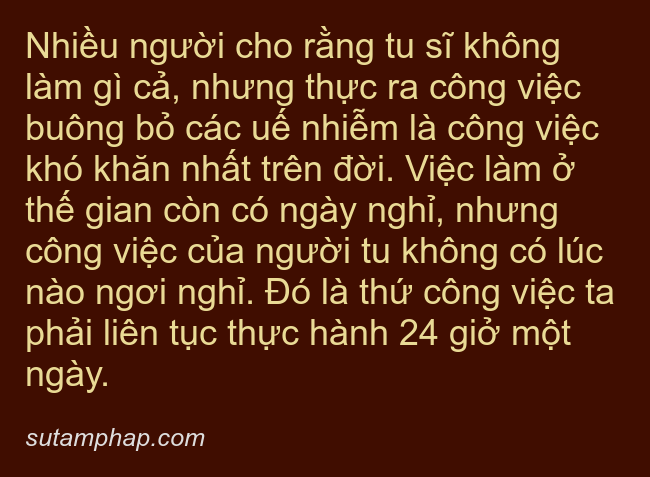 Nhiều người cho rằng tu sĩ không
làm gì cả, nhưng thực ra công việc
buông bỏ các uế nhiễm là công việc
khó khăn nhất trên đời. Việc làm ở
thế gian còn có ngày nghỉ, nhưng
công việc của người tu không có lúc
nào ngơi nghỉ. Đó là thứ công việc ta
phải liên tục thực hành 24 giở một
ngày.
sutamphap.com